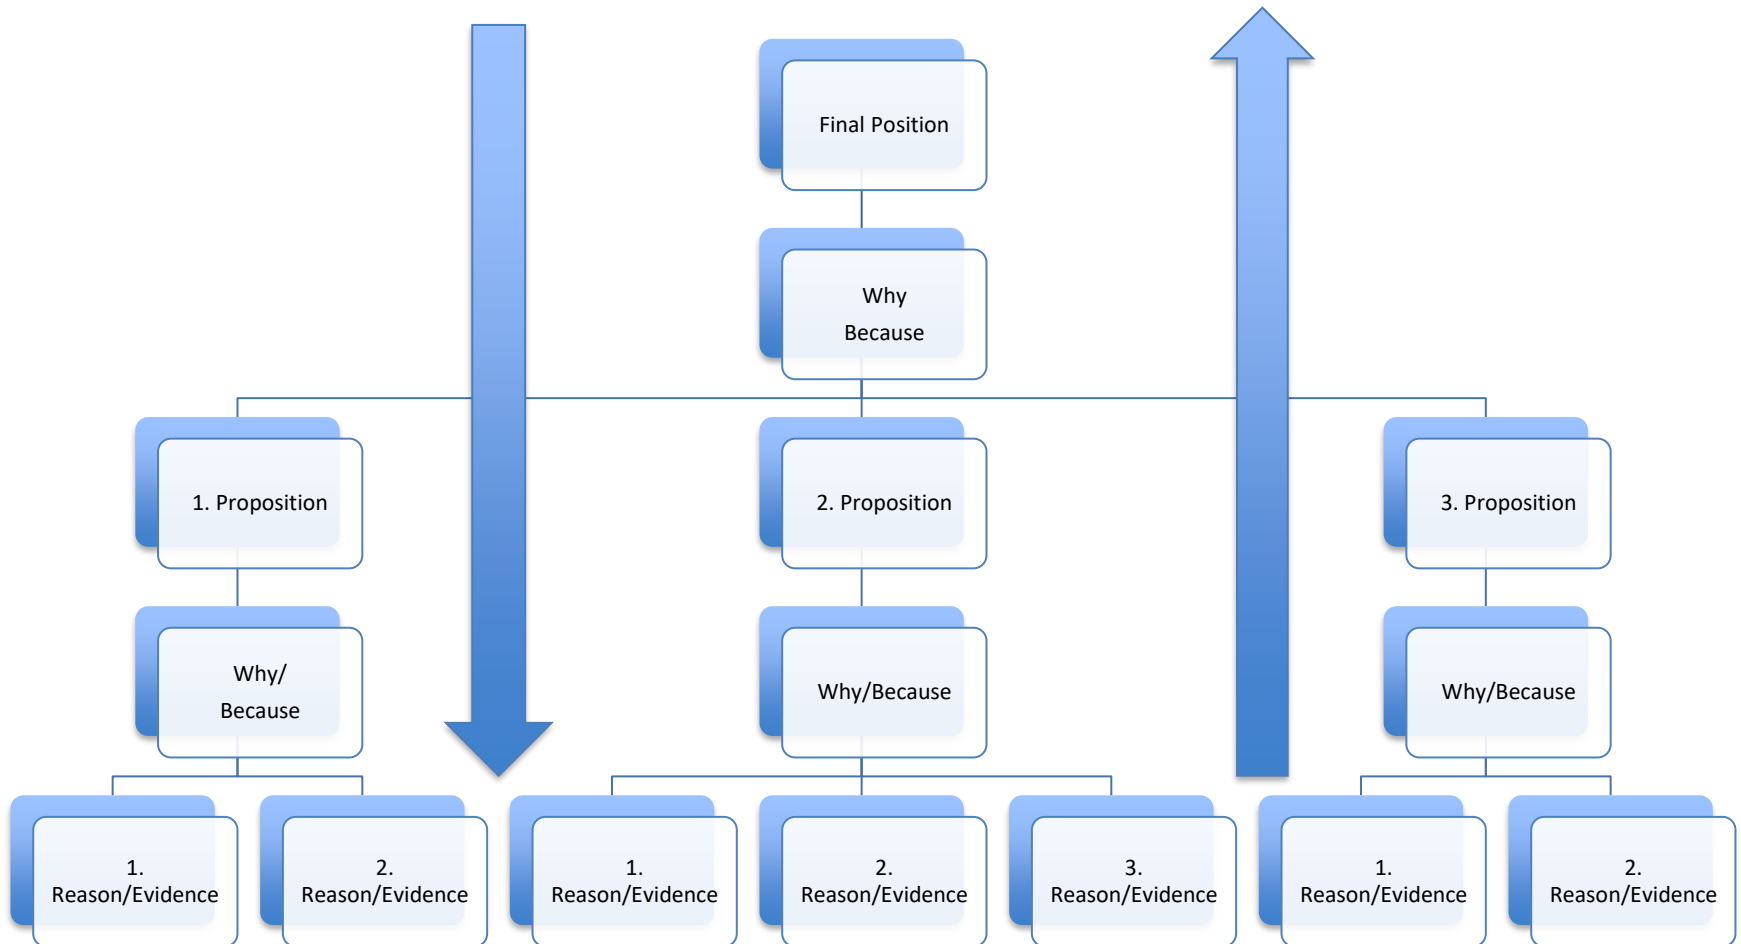 Final Position
Why
Because
1. Proposition
2. Proposition
3. Proposition
Why/
Because
Why/Because
Why/Because
1.
Reason/Evidence
2.
Reason/Evidence
1.
Reason/Evidence
2.
Reason/Evidence
3.
Reason/Evidence
1.
Reason/Evidence
2.
Reason/Evidence